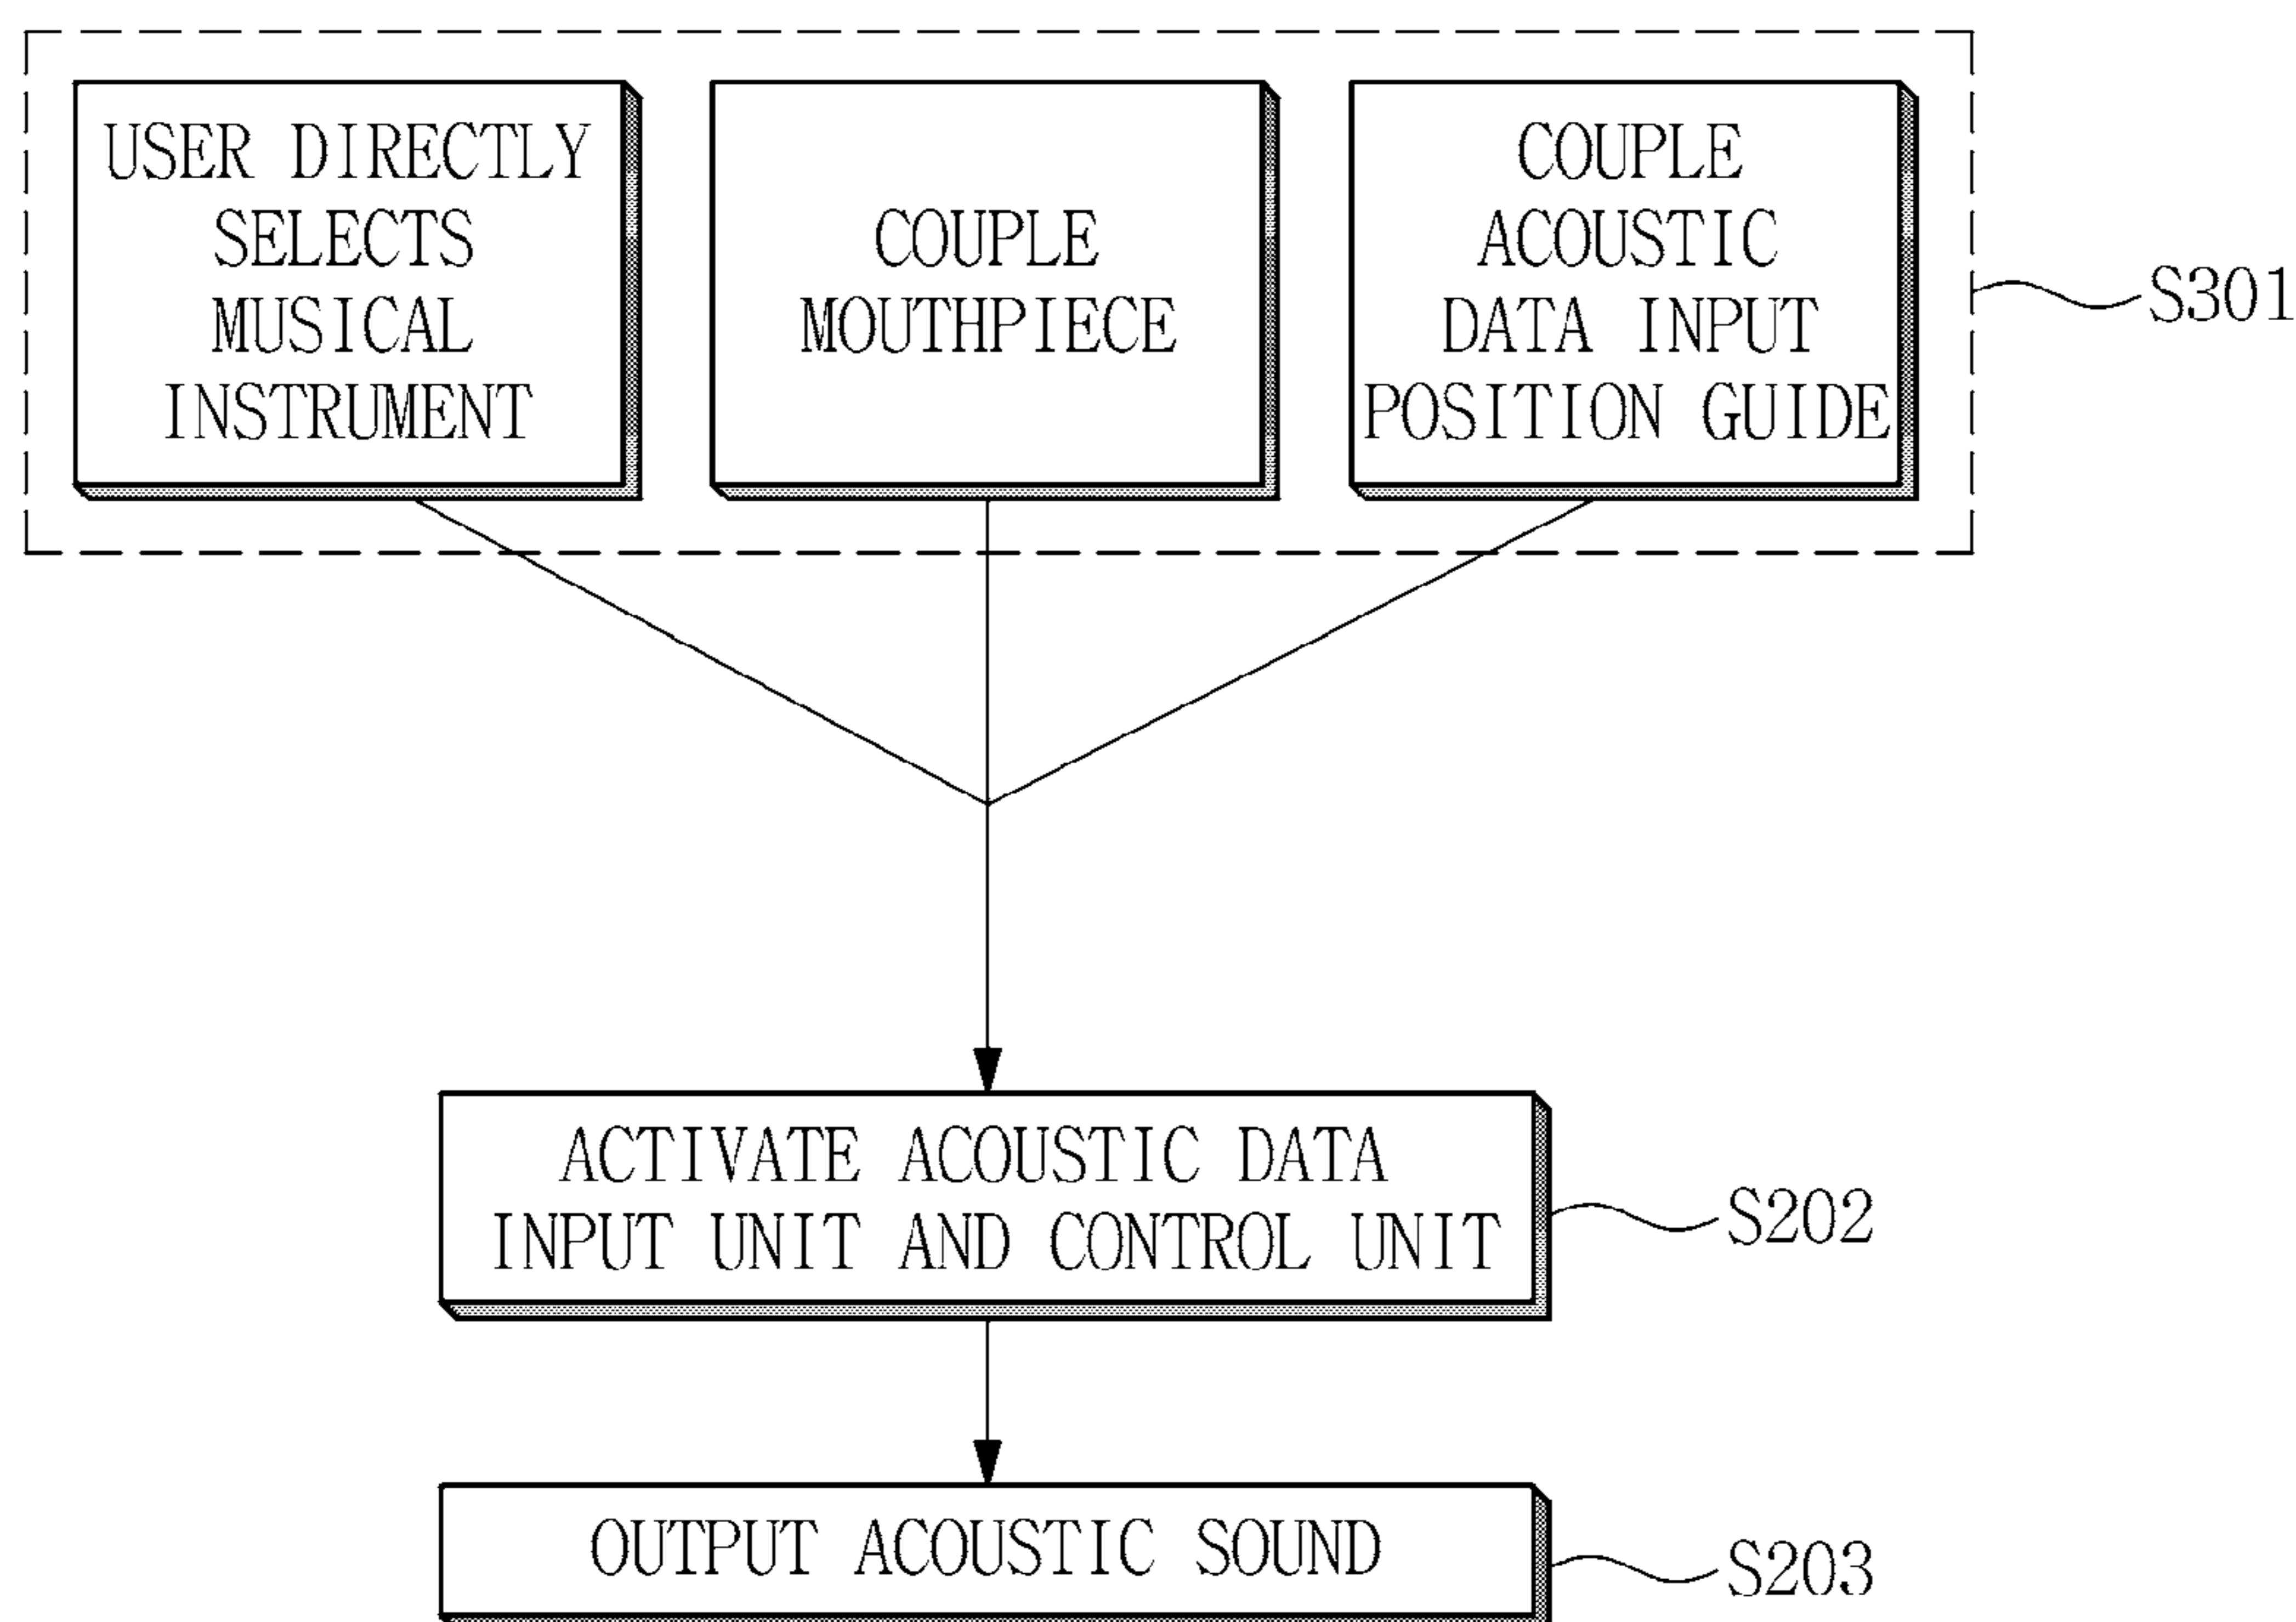 USER DIRECTLY
SELECTS
MUSICAL
INSTRUMENT
COUPLE
MOUTHPIECE
COUPLE
ACOUSTIC
DATA INPUT
POSITION GUIDE
S301
ACTIVATE ACOUSTIC DATA
INPUT UNIT AND CONTROL UNIT
S202
OUTPUT ACOUSTIC SOUND
S203